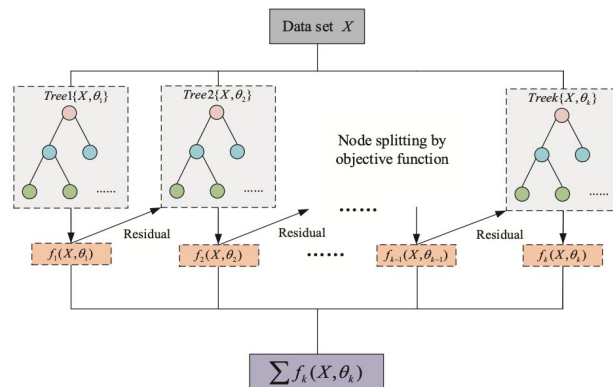 Data set X
Tree1{X,θ₁}
Tree2{X,θ₂}
Treek{X,θₖ}
Node splitting by
objective function
......
......
......
......
Residual
Residual
......
Residual
f₁(X,θ₁)
f₂(X,θ₂)
fₖ₋₁(X,θₖ₋₁)
fₖ(X,θₖ)
∑ fₖ(X,θₖ)